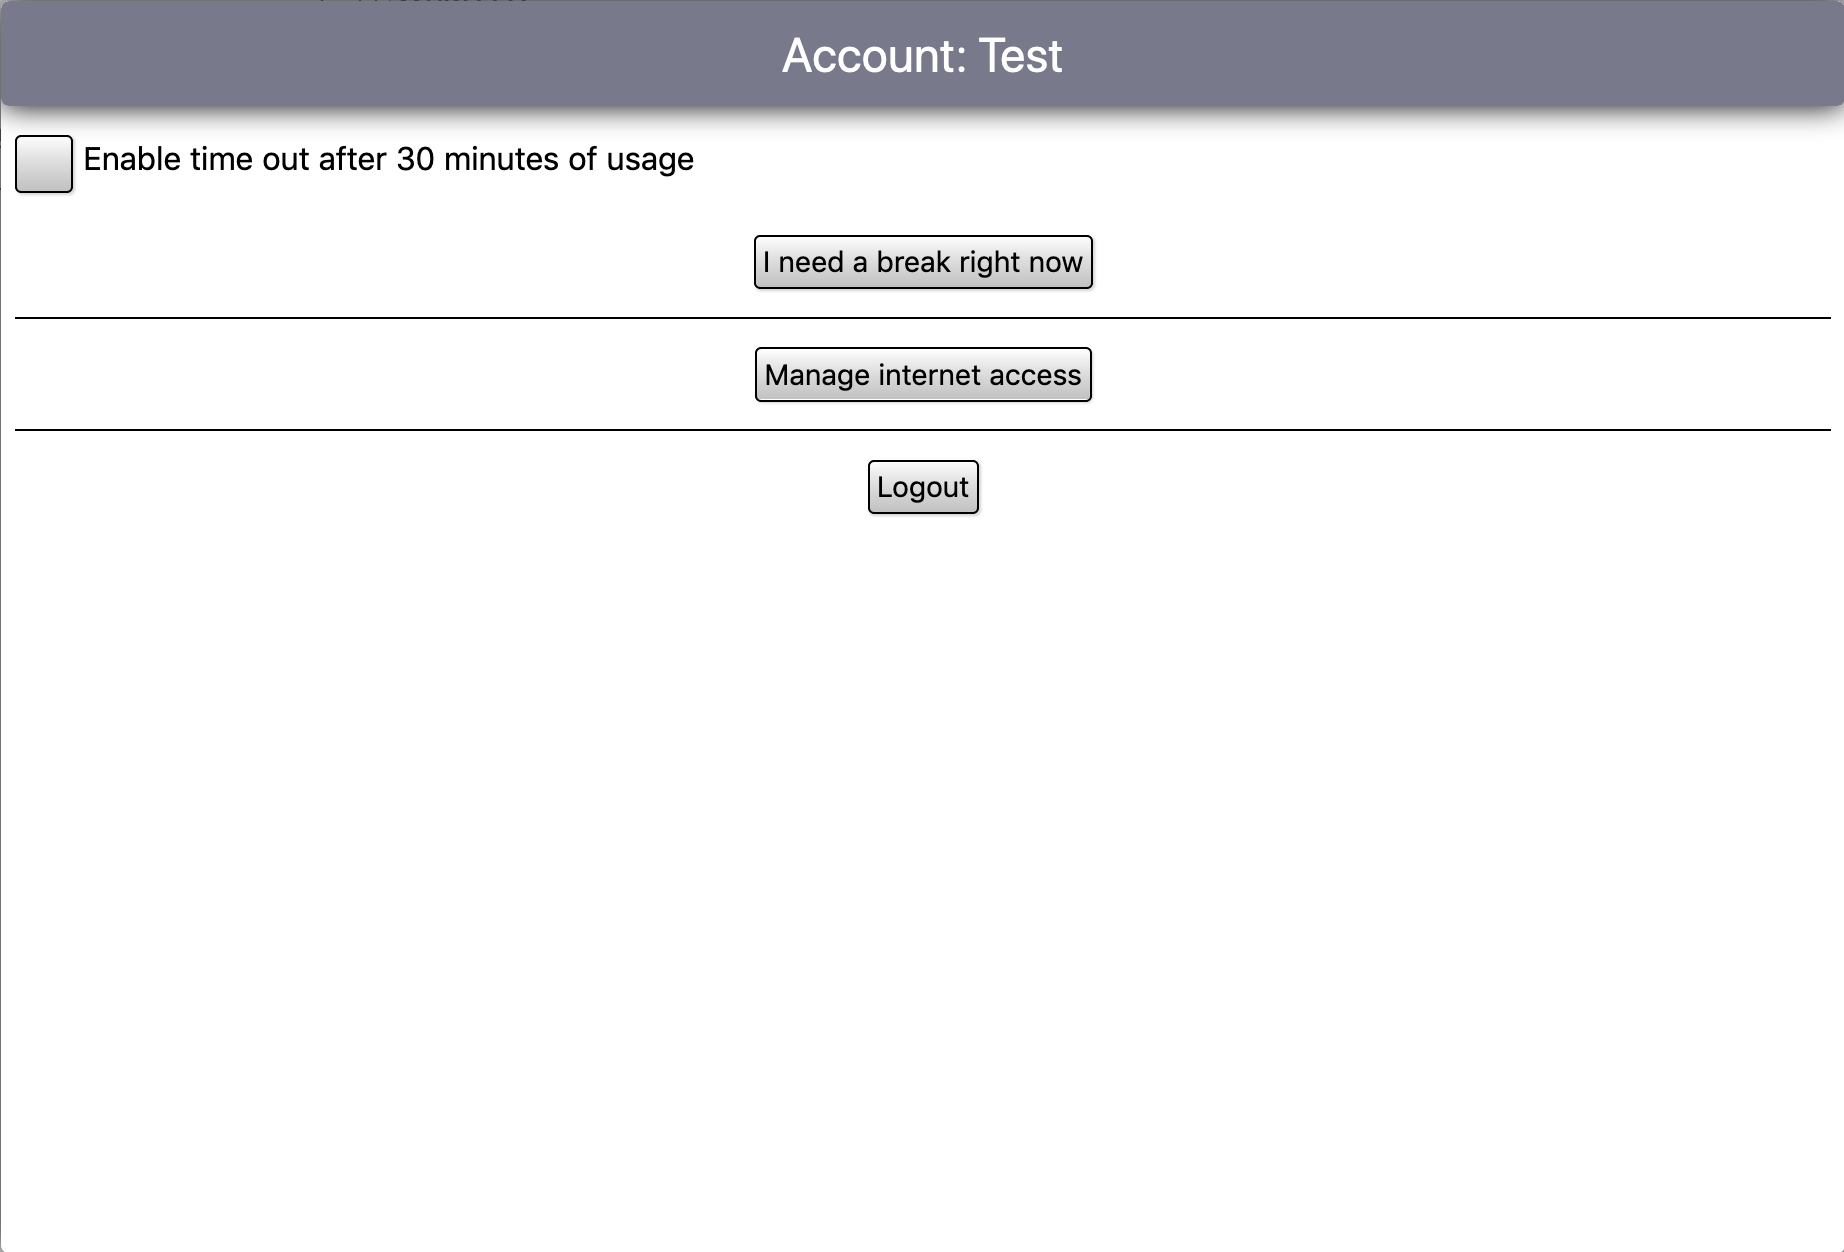 Account: Test
Enable time out after 30 minutes of usage
I need a break right now
Manage internet access
Logout